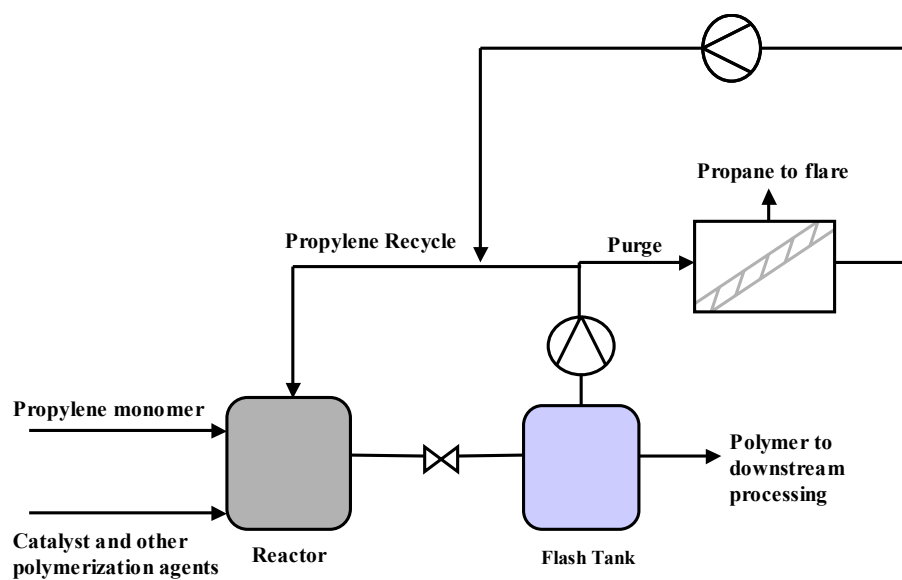 Propane to flare
Propylene Recycle
Purge
Propylene monomer
Polymer to
downstream
processing
Catalyst and other
polymerization agents
Reactor
Flash Tank